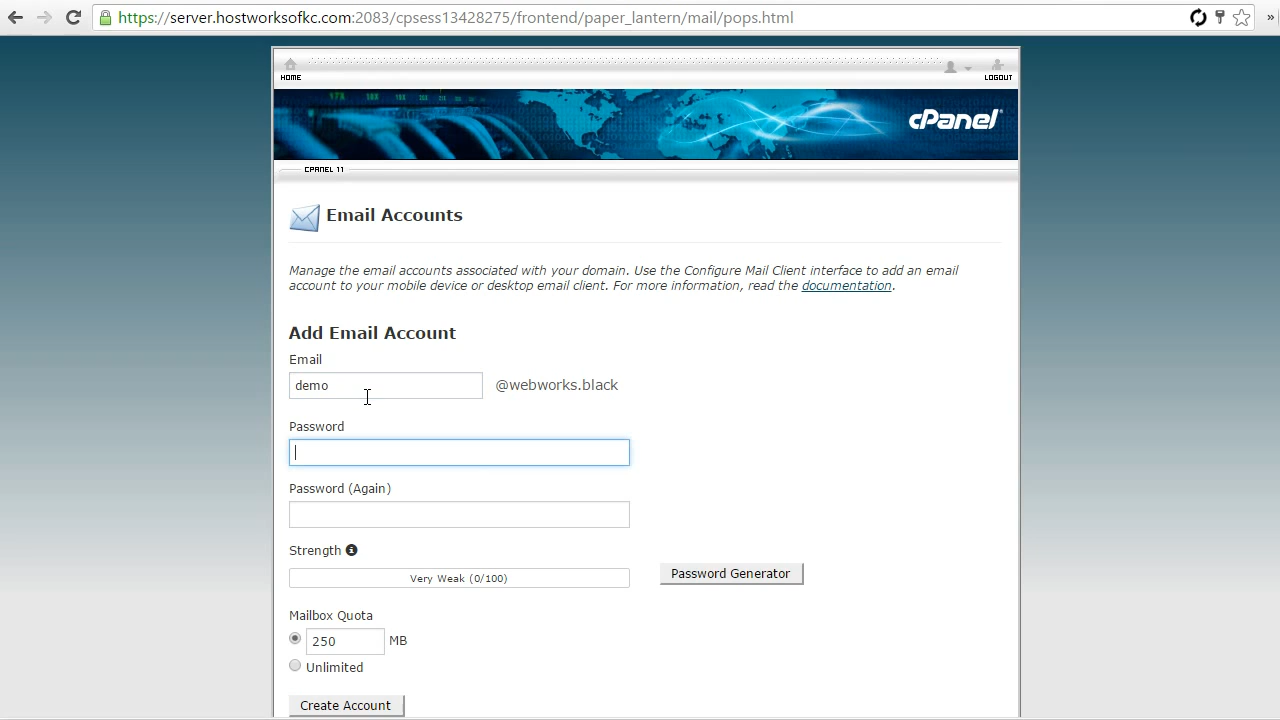 https://server.hostworksofkc.com:2083/cpsess13428275/frontend/paper_lantern/mail/pops.html
»
HOME
LOGOUT
cPanel®
CPANEL 11
Email Accounts
Manage the email accounts associated with your domain. Use the Configure Mail Client interface to add an email
account to your mobile device or desktop email client. For more information, read the documentation.
Add Email Account
Email
demo @webworks.black
Password
Password (Again)
Strength
Very Weak (0/100)
Password Generator
Mailbox Quota
250 MB
Unlimited
Create Account